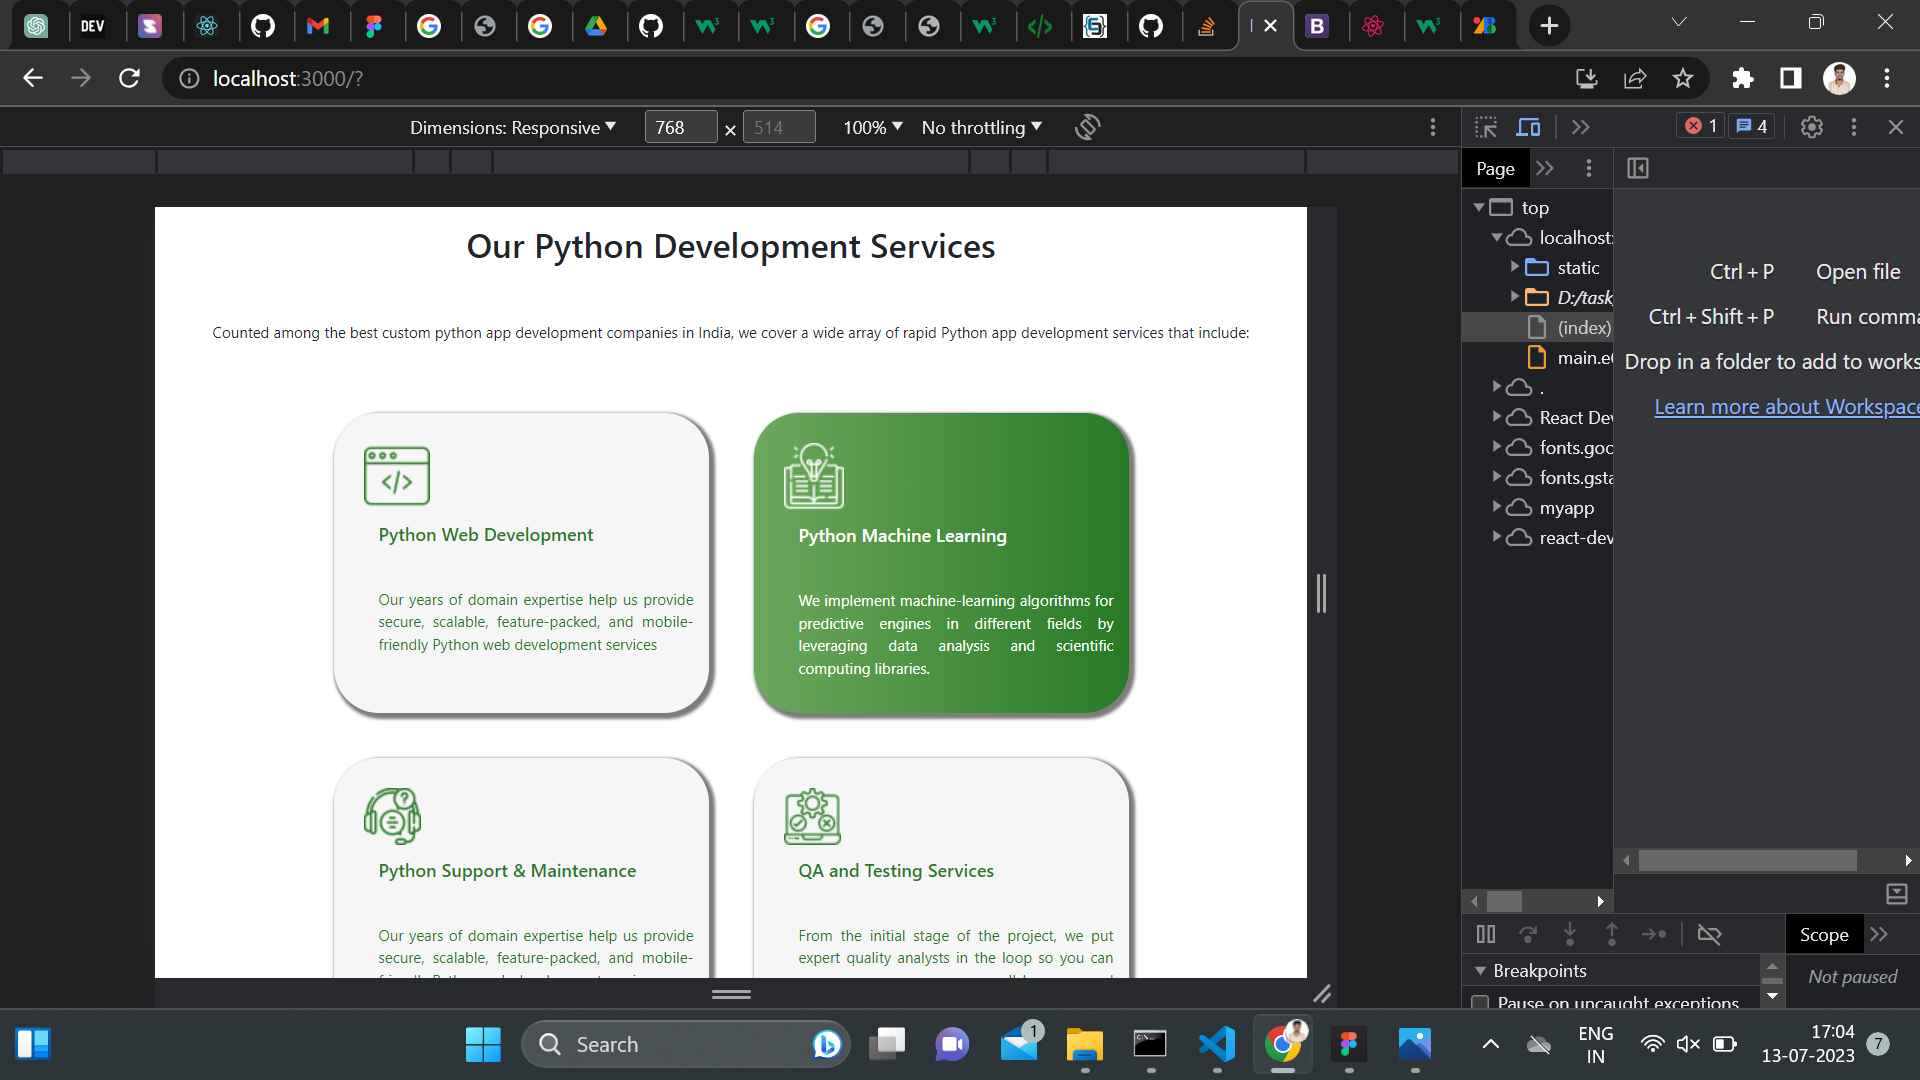 DEV
localhost:3000/?
Dimensions: Responsive
768
×
514
100%
No throttling
1
4
Page
top
localhost:
static
D:/task
(index)
.
React Dev
myapp
react-dev
Ctrl + P Open file
Ctrl + Shift + P Run comma
Drop in a folder to add to works
Learn more about Workspace
Scope
Not paused
Breakpoints
Pause on uncaught exceptions
Our Python Development Services
Counted among the best custom python app development companies in India, we cover a wide array of rapid Python app development services that include:
Python Web Development
Our years of domain expertise help us provide
secure, scalable, feature-packed, and mobile-
friendly Python web development services
Python Machine Learning
We implement machine-learning algorithms for
predictive engines in different fields by
leveraging data analysis and scientific
computing libraries.
Python Support & Maintenance
Our years of domain expertise help us provide
secure, scalable, feature-packed, and mobile-
QA and Testing Services
From the initial stage of the project, we put
expert quality analysts in the loop so you can
Search
1
ENG
IN
17:04
13-07-2023
7